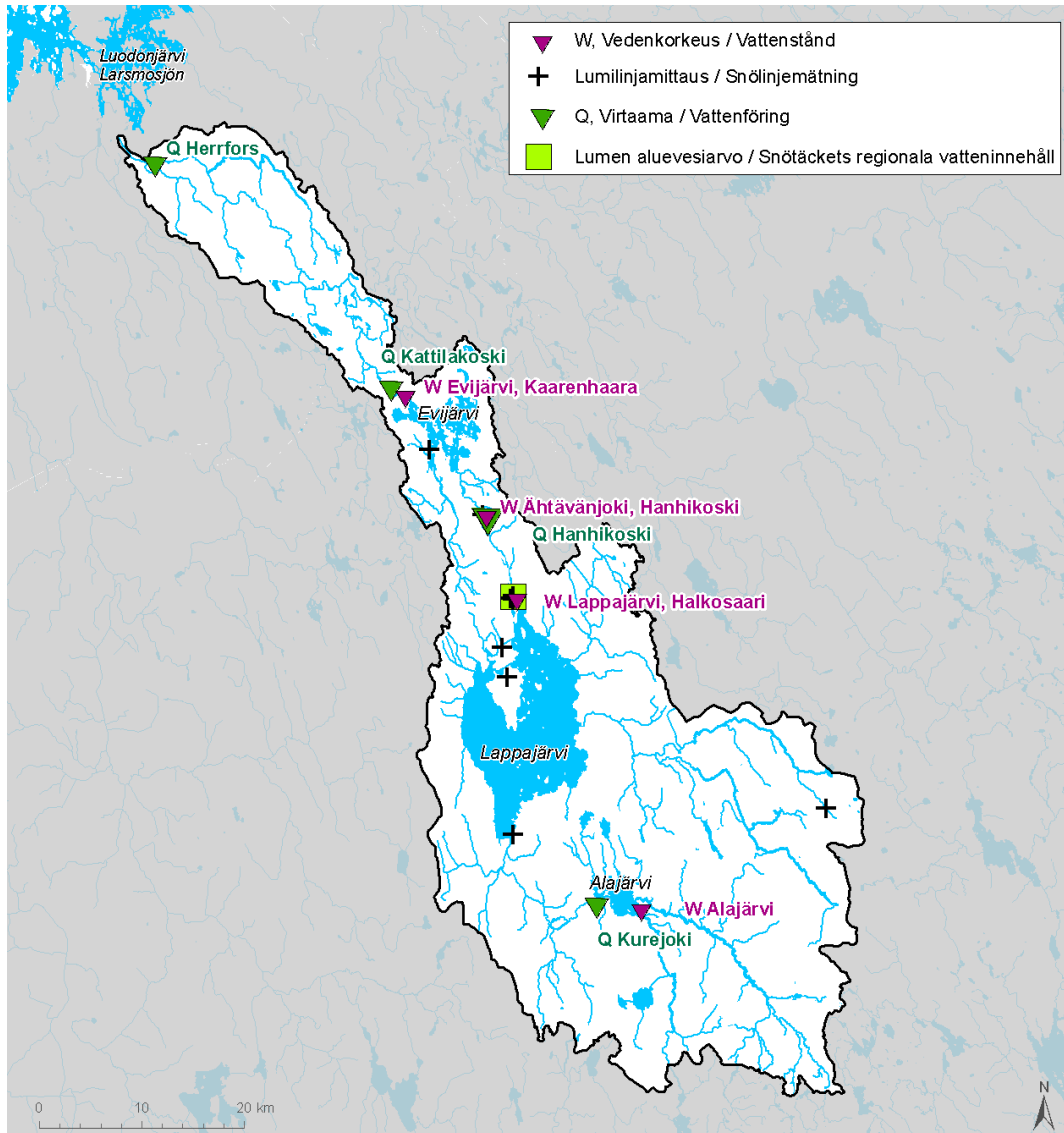 Luodonjärvi
Larsmosjön
W, Vedenkorkeus / Vattenstånd
Lumilinjamittaus / Snölinjemätning
Q, Virtaama / Vattenföring
Lumen aluevesiarvo / Snötäckets regionala vatteninnehåll
Q Herrfors
Q Kattilakoski
W Evijärvi, Kaarenhaara
Evijärvi
W Ähtävänjoki, Hanhikoski
Q Hanhikoski
W Lappajärvi, Halkosaari
Lappajärvi
Alajärvi
W Alajärvi
Q Kurejoki
0 10 20 km
N